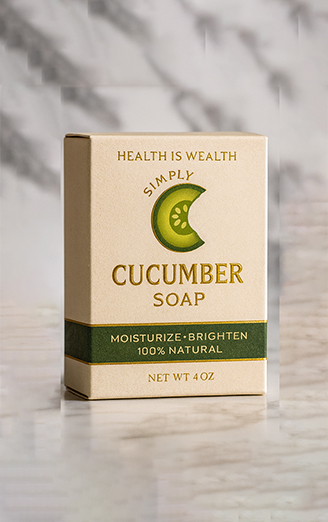 HEALTH IS WEALTH
SIMPLY
CUCUMBER
SOAP
MOISTURIZE•BRIGHTEN
100% NATURAL
NET WT 4 OZ